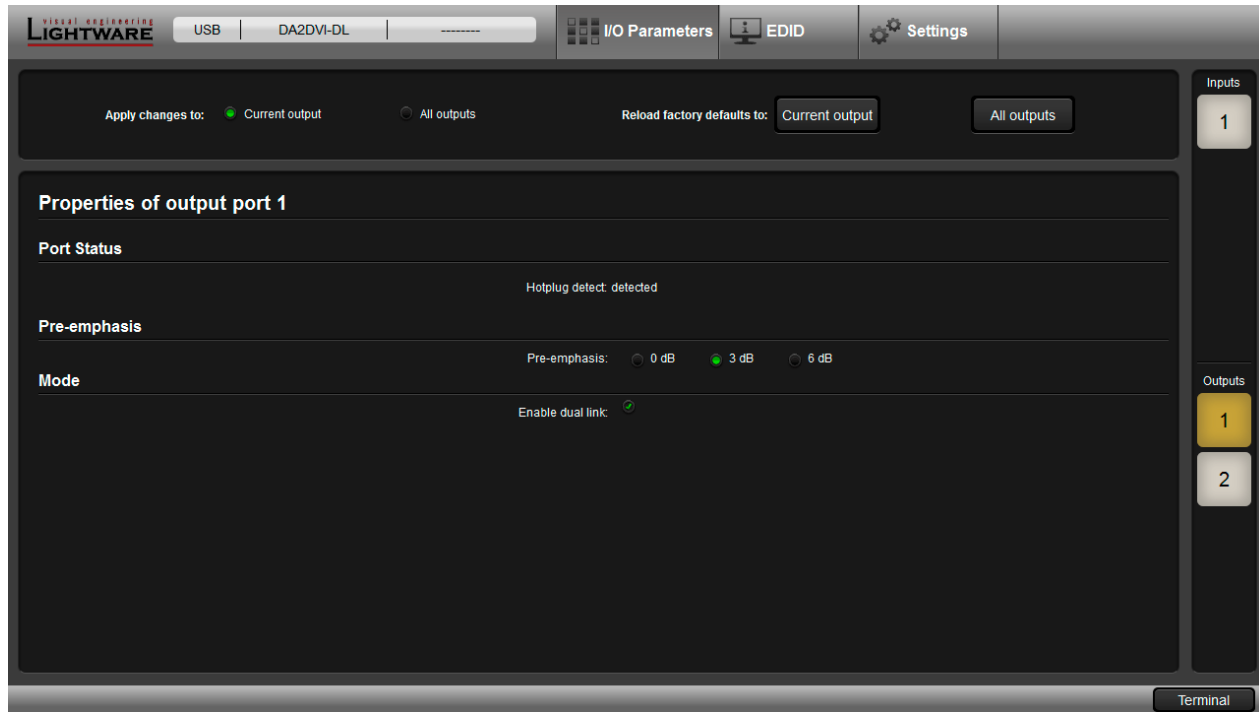 visual engineering
LIGHTWARE
USB DA2DVI-DL --------
I/O Parameters
EDID
Settings
Apply changes to: Current output All outputs
Reload factory defaults to: Current output All outputs
Properties of output port 1
Port Status
Hotplug detect: detected
Pre-emphasis
Pre-emphasis: 0 dB 3 dB 6 dB
Mode
Enable dual link:
Inputs
1
Outputs
1
2
Terminal